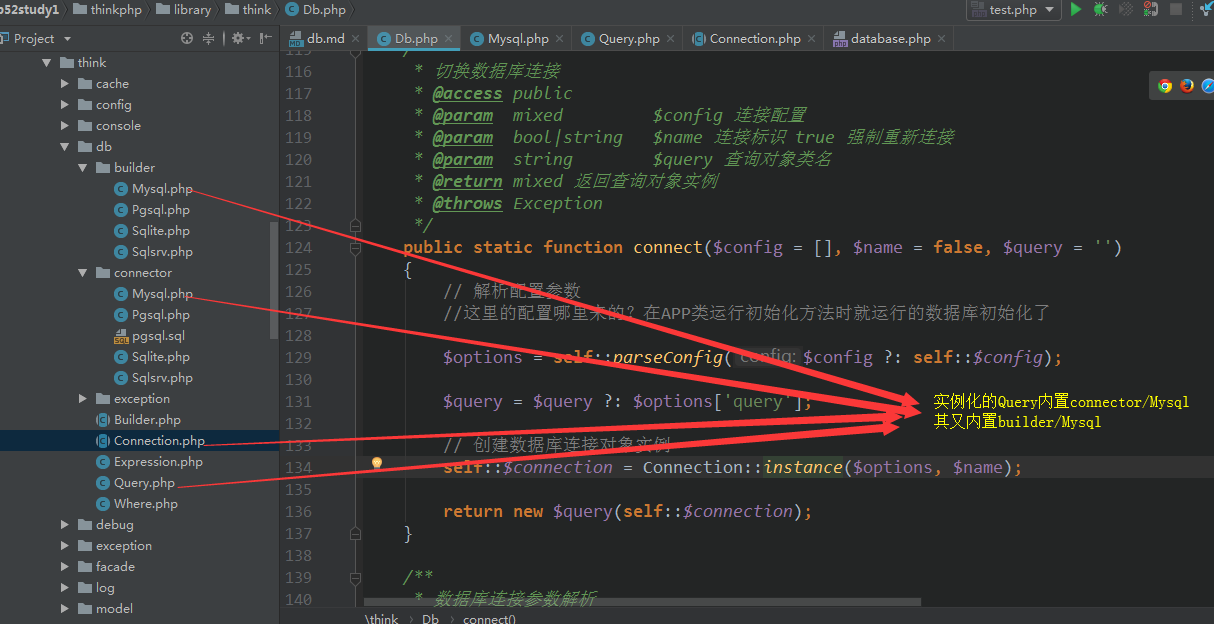 p52study1 thinkphp library think Db.php
test.php
Project
db.md Db.php Mysql.php Query.php Connection.php database.php
think
cache
config
console
db
builder
Mysql.php
Pgsql.php
Sqlite.php
Sqlsrv.php
connector
Mysql.php
Pgsql.php
pgsql.sql
Sqlite.php
Sqlsrv.php
exception
Builder.php
Connection.php
Expression.php
Query.php
Where.php
debug
exception
facade
log
model
116 * 切换数据库连接
117 * @access public
118 * @param mixed $config 连接配置
119 * @param bool|string $name 连接标识 true 强制重新连接
120 * @param string $query 查询对象类名
121 * @return mixed 返回查询对象实例
122 * @throws Exception
123 */
124 public static function connect($config = [], $name = false, $query = '')
125 {
126 // 解析配置参数
127 //这里的配置哪里来的？在APP类运行初始化方法时就运行的数据库初始化了
128
129 $options = self::parseConfig( config: $config ?: self::$config);
130
131 $query = $query ?: $options['query'];
132
133 // 创建数据库连接对象实例
134 self::$connection = Connection::instance($options, $name);
135
136 return new $query(self::$connection);
137 }
138
139 /**
140 * 数据库连接参数解析
实例化的Query内置connector/Mysql
其又内置builder/Mysql
\think Db connect()